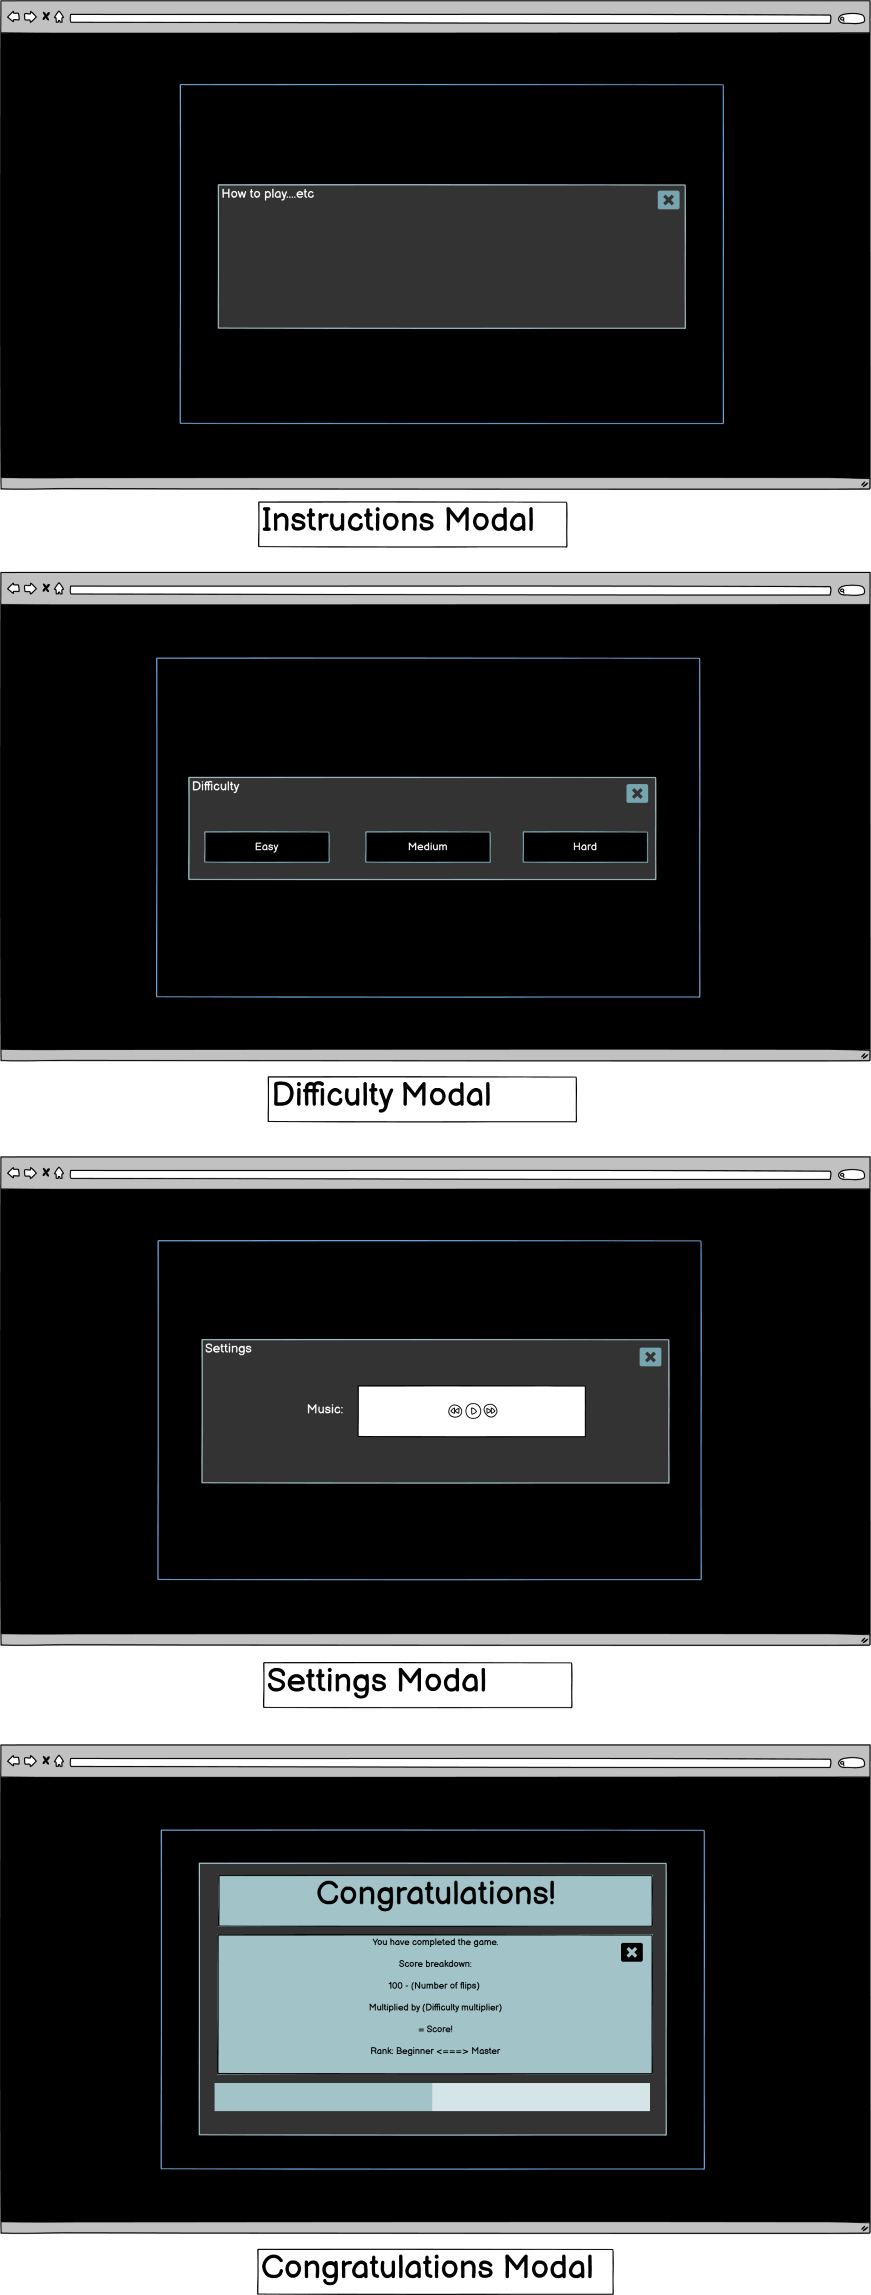 How to play....etc
Instructions Modal
Difficulty
Easy
Medium
Hard
Difficulty Modal
Settings
Music:
Settings Modal
Congratulations!
You have completed the game.
Score breakdown:
100 - (Number of flips)
Multiplied by (Difficulty multiplier)
= Score!
Rank: Beginner <===> Master
Congratulations Modal